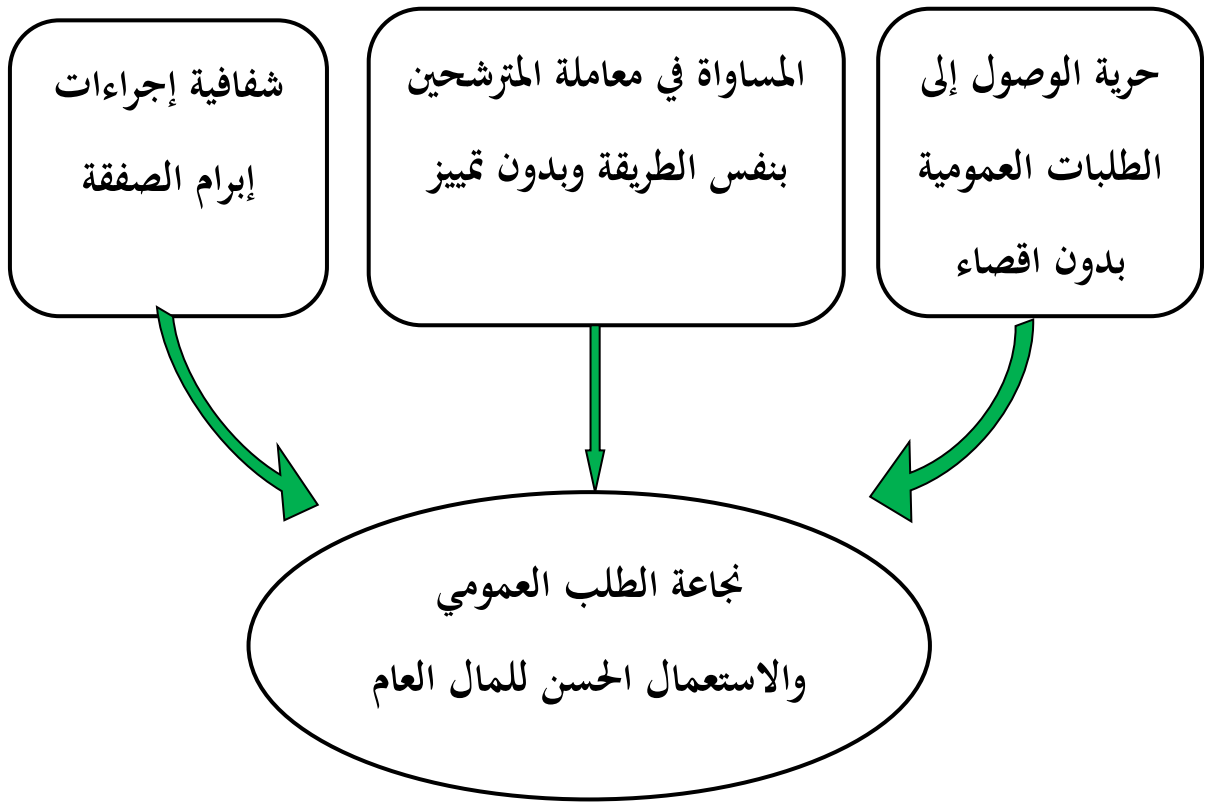 حرية الوصول إلى
الطلبات العمومية
بدون اقصاء
المساواة في معاملة المترشحين
بنفس الطريقة وبدون تمييز
شفافية إجراءات
إبرام الصفقة
نجاعة الطلب العمومي
والاستعمال الحسن للمال العام